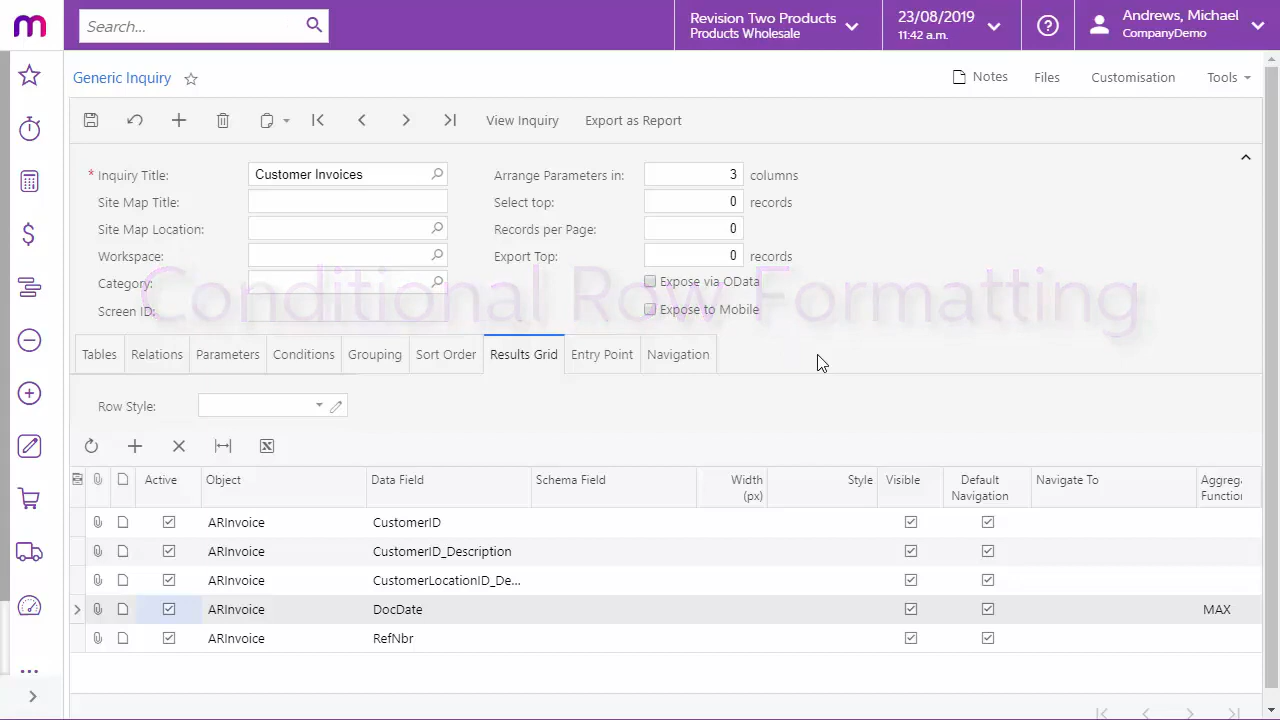 Search...
Revision Two Products
Products Wholesale
23/08/2019
11:42 a.m.
Andrews, Michael
CompanyDemo
Generic Inquiry
Notes
Files
Customisation
Tools
View Inquiry
Export as Report
* Inquiry Title:
Customer Invoices
Arrange Parameters in:
3
columns
Site Map Title:
Select top:
0
records
Site Map Location:
Records per Page:
0
Workspace:
Export Top:
0
records
Category:
Expose via OData
Screen ID:
Expose to Mobile
Conditional Row Formatting
Tables
Relations
Parameters
Conditions
Grouping
Sort Order
Results Grid
Entry Point
Navigation
Row Style:
Active
Object
Data Field
Schema Field
Width
(px)
Style
Visible
Default
Navigation
Navigate To
Aggreg
Function
ARInvoice
CustomerID
ARInvoice
CustomerID_Description
ARInvoice
CustomerLocationID_De...
ARInvoice
DocDate
MAX
ARInvoice
RefNbr